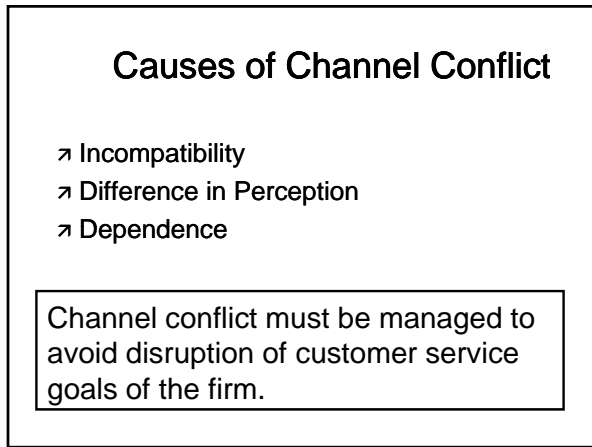 Causes of Channel Conflict
↗ Incompatibility
↗ Difference in Perception
↗ Dependence
Channel conflict must be managed to
avoid disruption of customer service
goals of the firm.